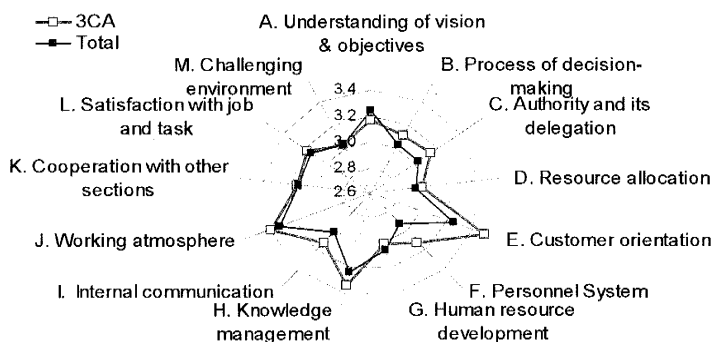 3CA
Total
A. Understanding of vision
& objectives
B. Process of decision-
making
C. Authority and its
delegation
D. Resource allocation
E. Customer orientation
F. Personnel System
G. Human resource
development
H. Knowledge
management
I. Internal communication
J. Working atmosphere
K. Cooperation with other
sections
L. Satisfaction with job
and task
M. Challenging
environment
3.4
3.2
3.0
2.8
2.6